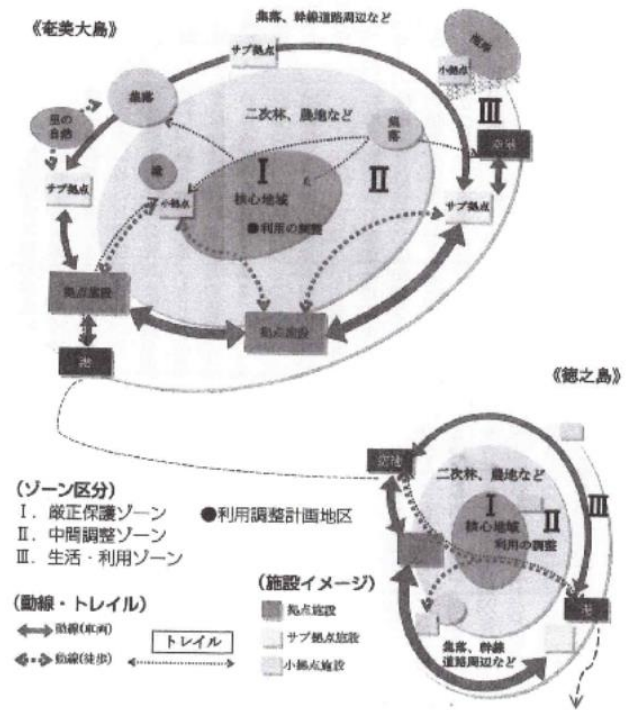 《奄美大島》
集落、幹線道路周辺など
サブ拠点
小拠点
III
集落
二次林、農地など
里の
自然
集
落
サブ拠点
I
II
核心地域
小拠点
サブ拠点
●利用の調整
拠点施設
拠点施設
港
《徳之島》
二次林、農地など
I
II
III
核心地域
利用の調整
港
集落、幹線
道路周辺など
(ゾーン区分)
I. 厳正保護ゾーン
II. 中間調整ゾーン
III. 生活・利用ゾーン
●利用調整計画地区
(動線・トレイル)
動線(車両)
動線(徒歩)
トレイル
(施設イメージ)
拠点施設
サブ拠点施設
小拠点施設